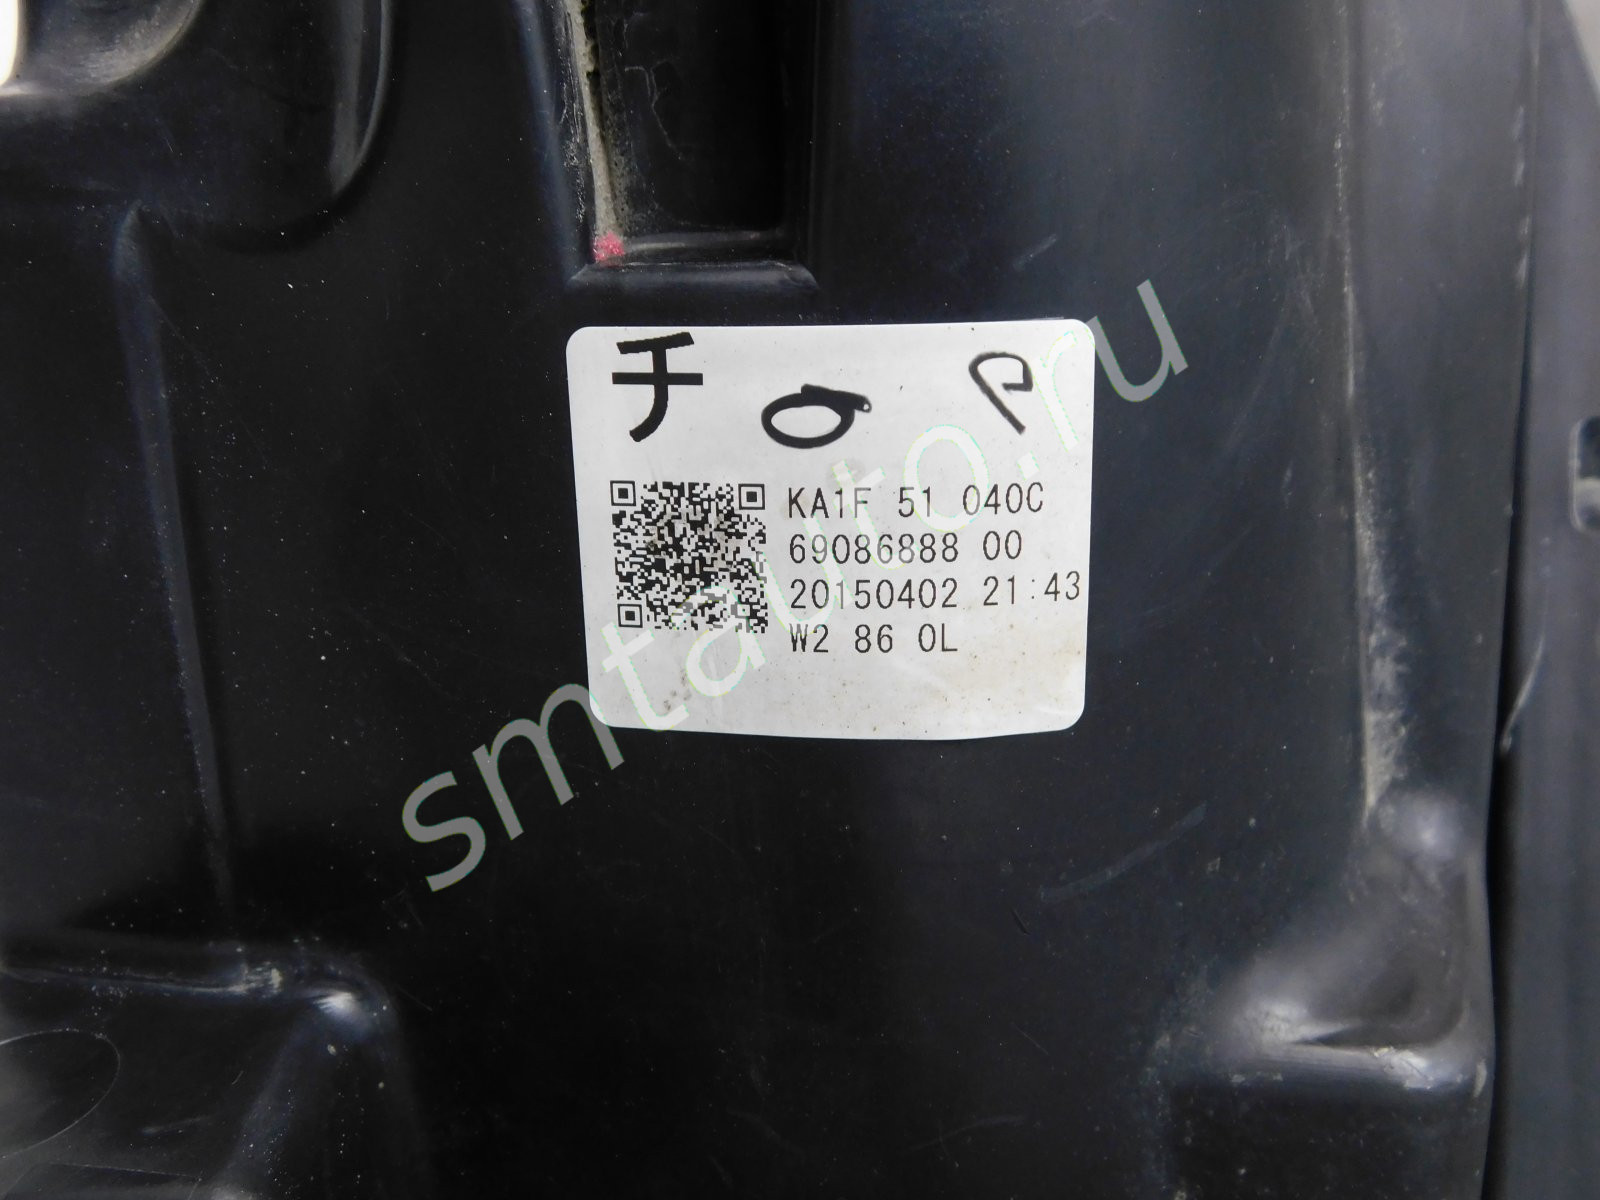 チ
KA1F 51 040C
69086888 00
20150402 21:43
W2 86 0L
smtauto.ru